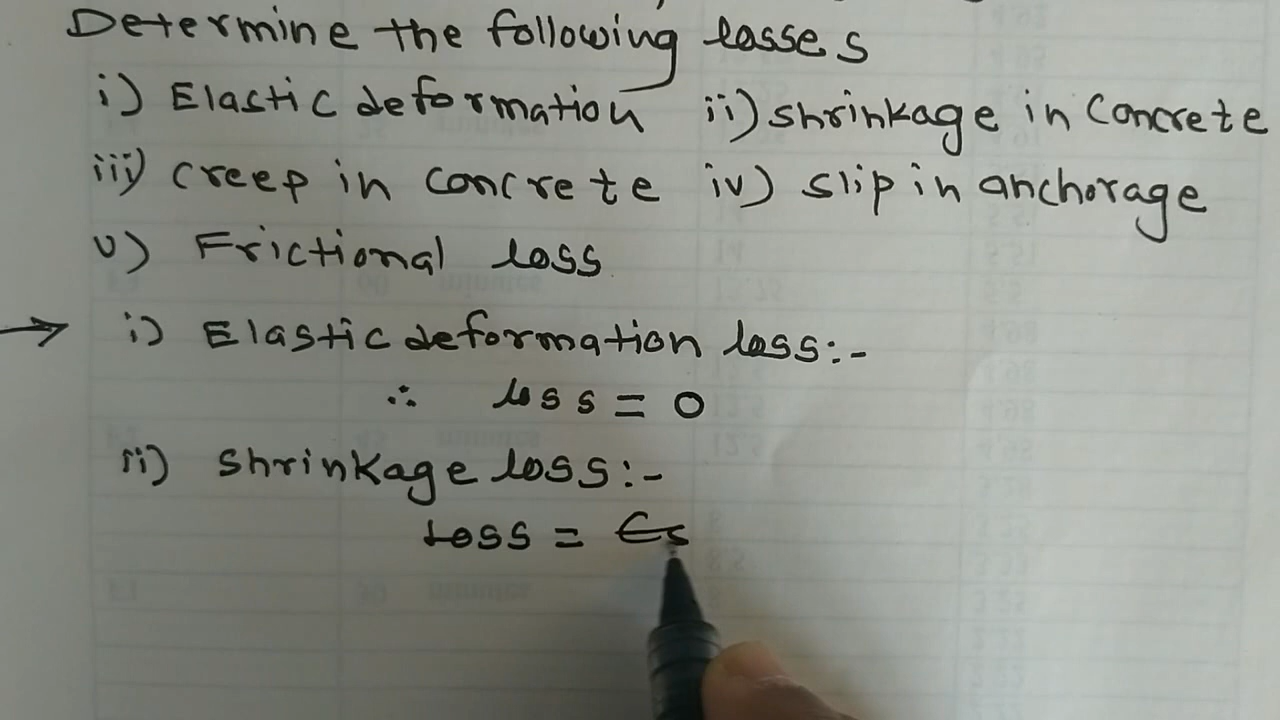 Determine the following losses
i) Elastic deformation ii) shrinkage in concrete
iii) creep in concrete iv) slip in anchorage
v) Frictional loss
→ i) Elastic deformation loss:-
∴ loss = 0
ii) shrinkage loss:-
Loss = Es